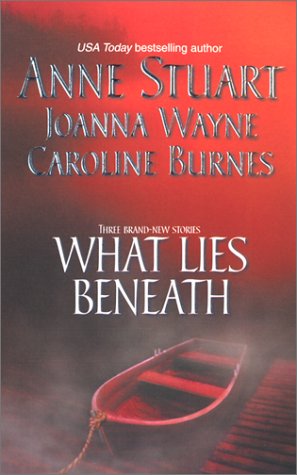 USA Today bestselling author
ANNE STUART
JOANNA WAYNE
CAROLINE BURNES
THREE BRAND-NEW STORIES
WHAT LIES
BENEATH